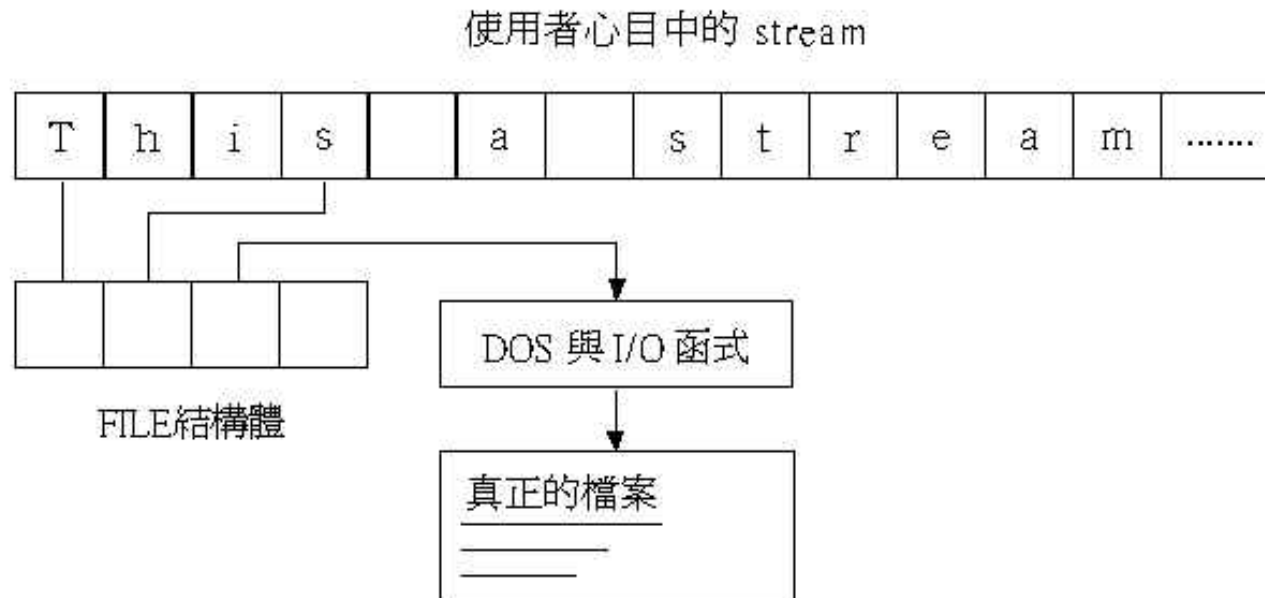 使用者心目中的 stream
T h i s a s t r e a m .......
DOS 與 I/O 函式
FILE結構體
真正的檔案